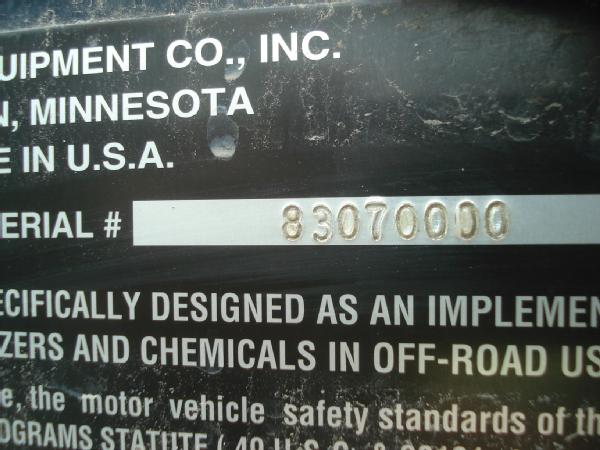 UIPMENT CO., INC.
N, MINNESOTA
E IN U.S.A.
ERIAL # 83070000
ECIFICALLY DESIGNED AS AN IMPLEMEN
ZERS AND CHEMICALS IN OFF-ROAD US
e, the motor vehicle safety standards of th
OGRAMS STATUTE ( 49 U.S.C.